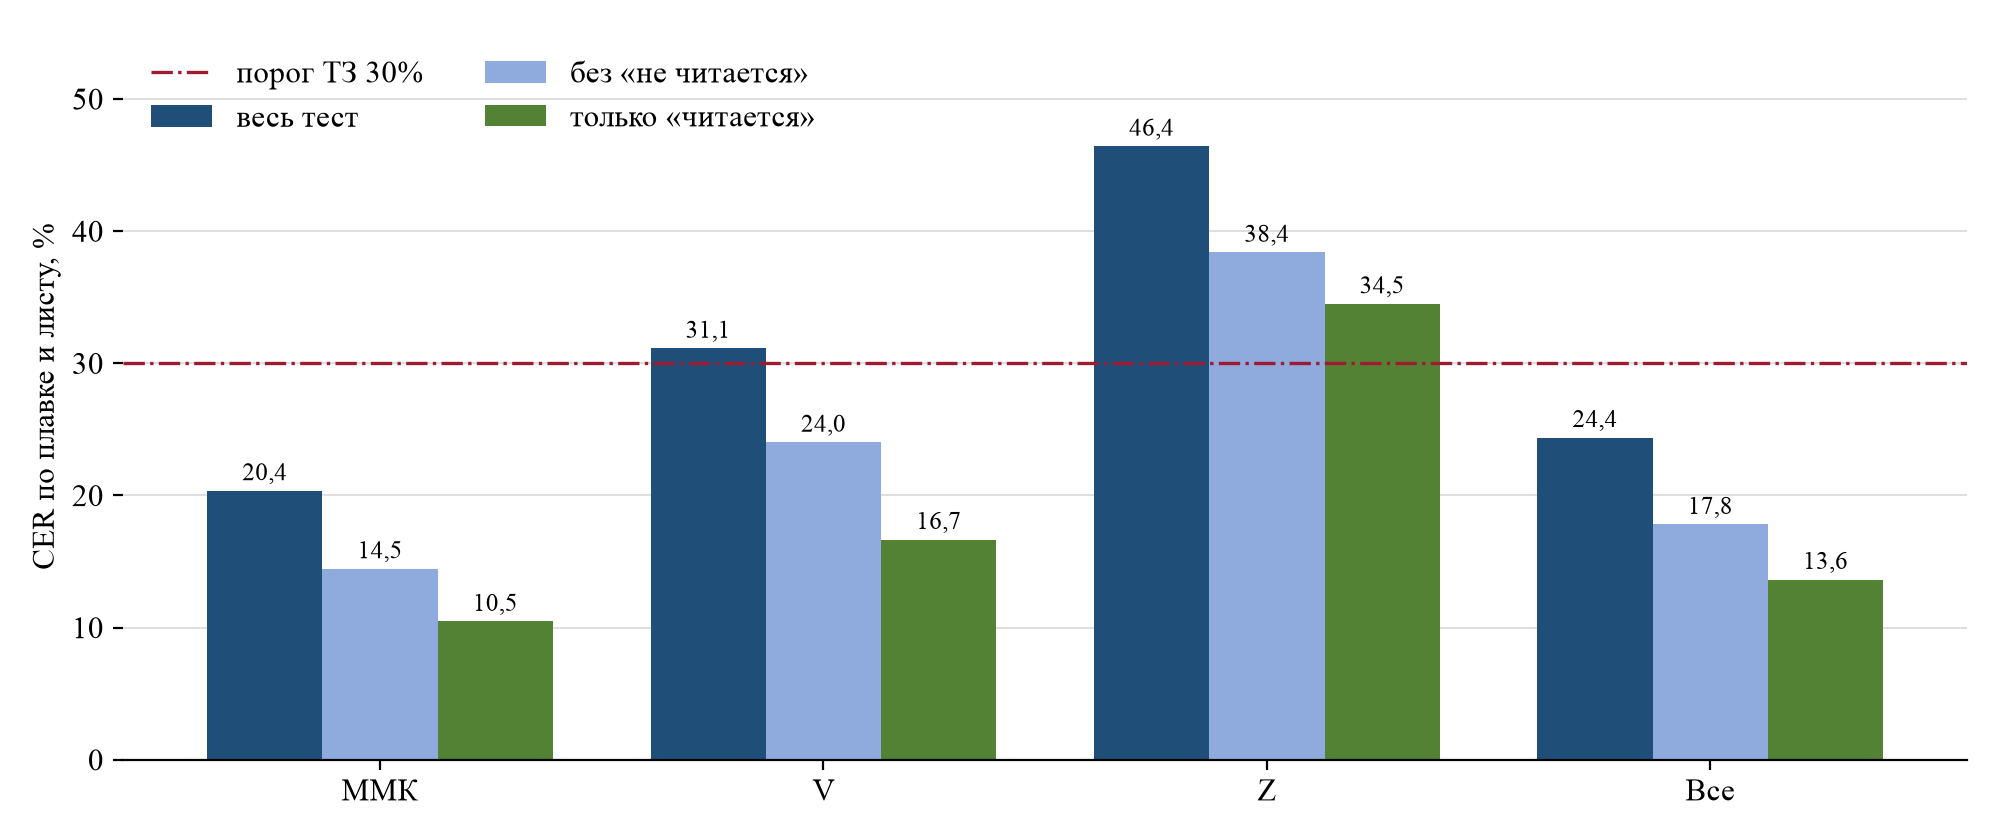 порог ТЗ 30%
весь тест
без «не читается»
только «читается»
CER по плавке и листу, %
50
40
30
20
10
0
20,4
14,5
10,5
31,1
24,0
16,7
46,4
38,4
34,5
24,4
17,8
13,6
ММК
V
Z
Все